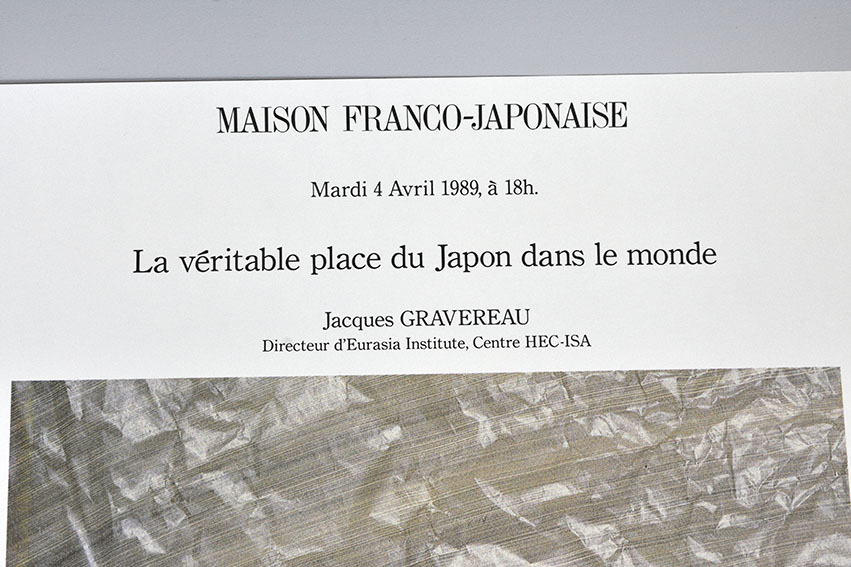 MAISON FRANCO-JAPONAISE
Mardi 4 Avril 1989, à 18h.
La véritable place du Japon dans le monde
Jacques GRAVEREAU
Directeur d'Eurasia Institute, Centre HEC-ISA